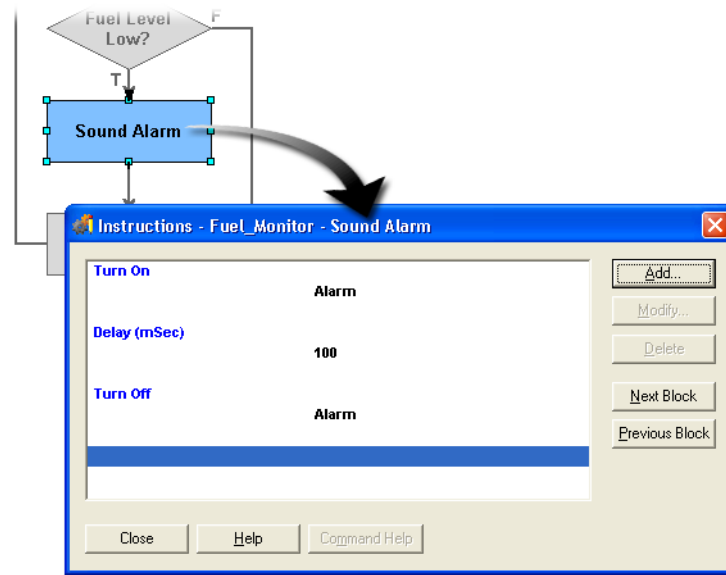 Fuel Level
Low?
F
T
Sound Alarm
Instructions - Fuel_Monitor - Sound Alarm
Turn On
Alarm
Delay (mSec)
100
Turn Off
Alarm
Add...
Modify...
Delete
Next Block
Previous Block
Close
Help
Command Help